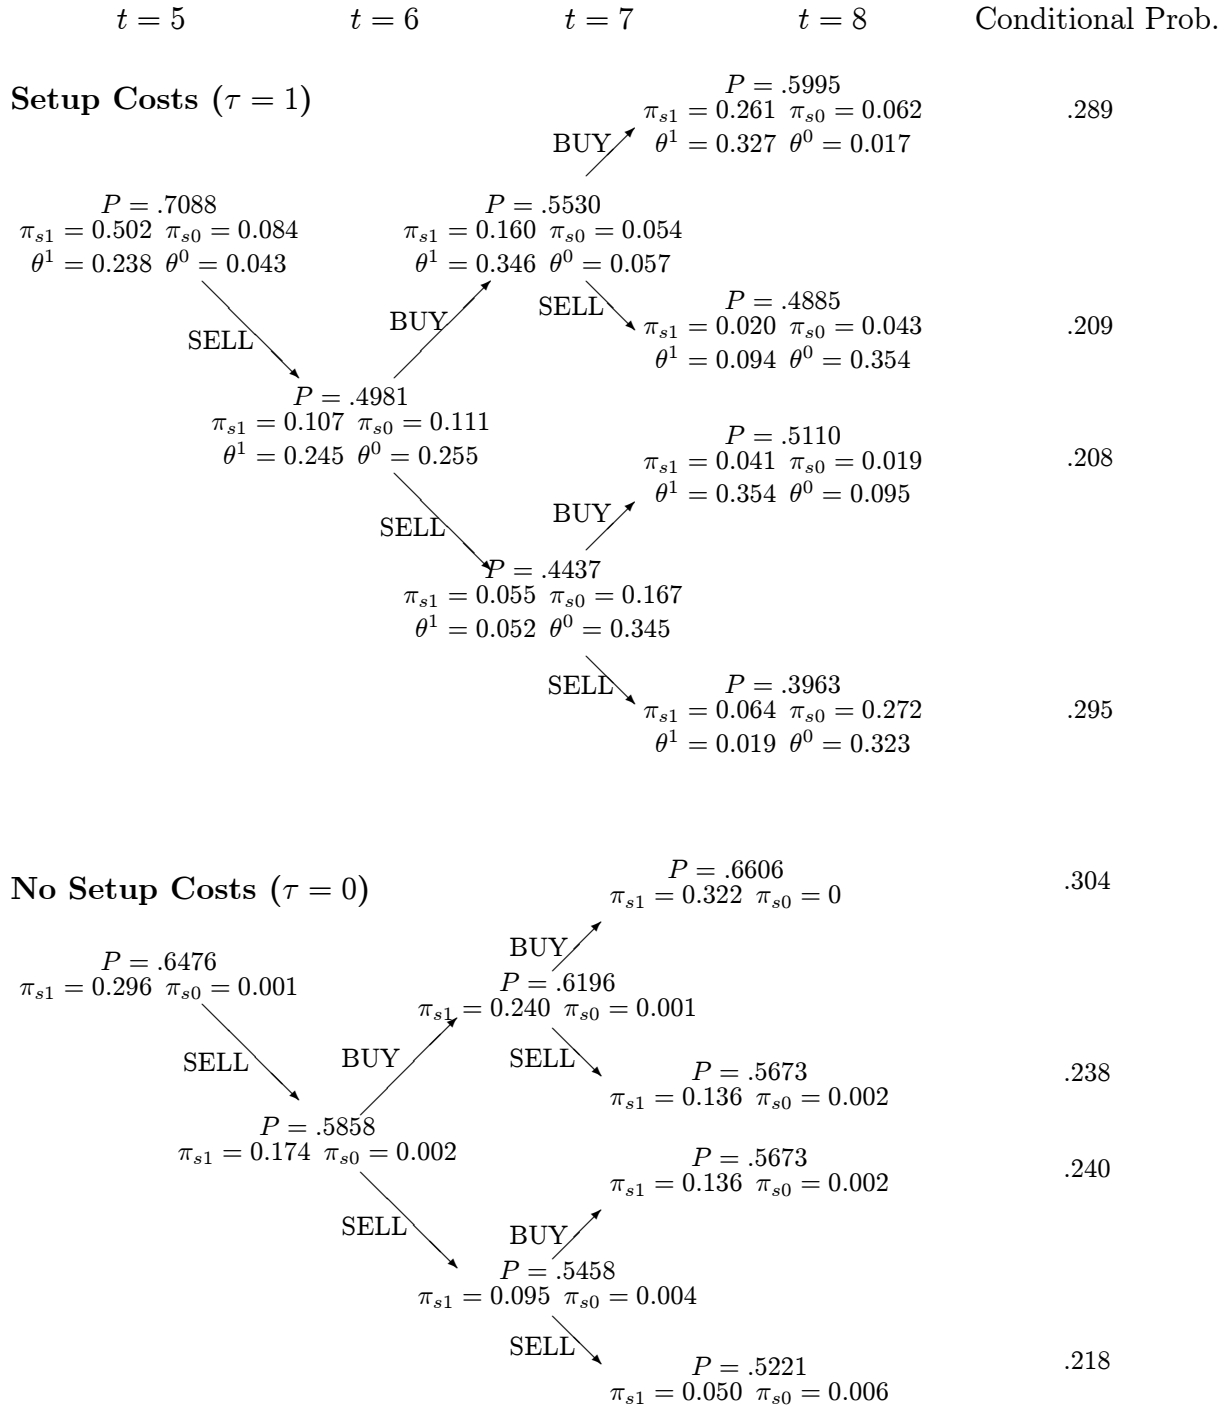 t = 5 t = 6 t = 7 t = 8 Conditional Prob.
Setup Costs (τ = 1)
P = .5995
π_{s1} = 0.261 π_{s0} = 0.062
θ^1 = 0.327 θ^0 = 0.017
.289
BUY
P = .7088
π_{s1} = 0.502 π_{s0} = 0.084
θ^1 = 0.238 θ^0 = 0.043
P = .5530
π_{s1} = 0.160 π_{s0} = 0.054
θ^1 = 0.346 θ^0 = 0.057
SELL
BUY
SELL
P = .4885
π_{s1} = 0.020 π_{s0} = 0.043
θ^1 = 0.094 θ^0 = 0.354
.209
P = .4981
π_{s1} = 0.107 π_{s0} = 0.111
θ^1 = 0.245 θ^0 = 0.255
P = .5110
π_{s1} = 0.041 π_{s0} = 0.019
θ^1 = 0.354 θ^0 = 0.095
.208
SELL
BUY
P = .4437
π_{s1} = 0.055 π_{s0} = 0.167
θ^1 = 0.052 θ^0 = 0.345
SELL
P = .3963
π_{s1} = 0.064 π_{s0} = 0.272
θ^1 = 0.019 θ^0 = 0.323
.295
No Setup Costs (τ = 0)
P = .6606
π_{s1} = 0.322 π_{s0} = 0
.304
BUY
P = .6476
π_{s1} = 0.296 π_{s0} = 0.001
P = .6196
π_{s1} = 0.240 π_{s0} = 0.001
SELL
BUY
SELL
P = .5673
π_{s1} = 0.136 π_{s0} = 0.002
.238
P = .5858
π_{s1} = 0.174 π_{s0} = 0.002
P = .5673
π_{s1} = 0.136 π_{s0} = 0.002
.240
SELL
BUY
P = .5458
π_{s1} = 0.095 π_{s0} = 0.004
SELL
P = .5221
π_{s1} = 0.050 π_{s0} = 0.006
.218